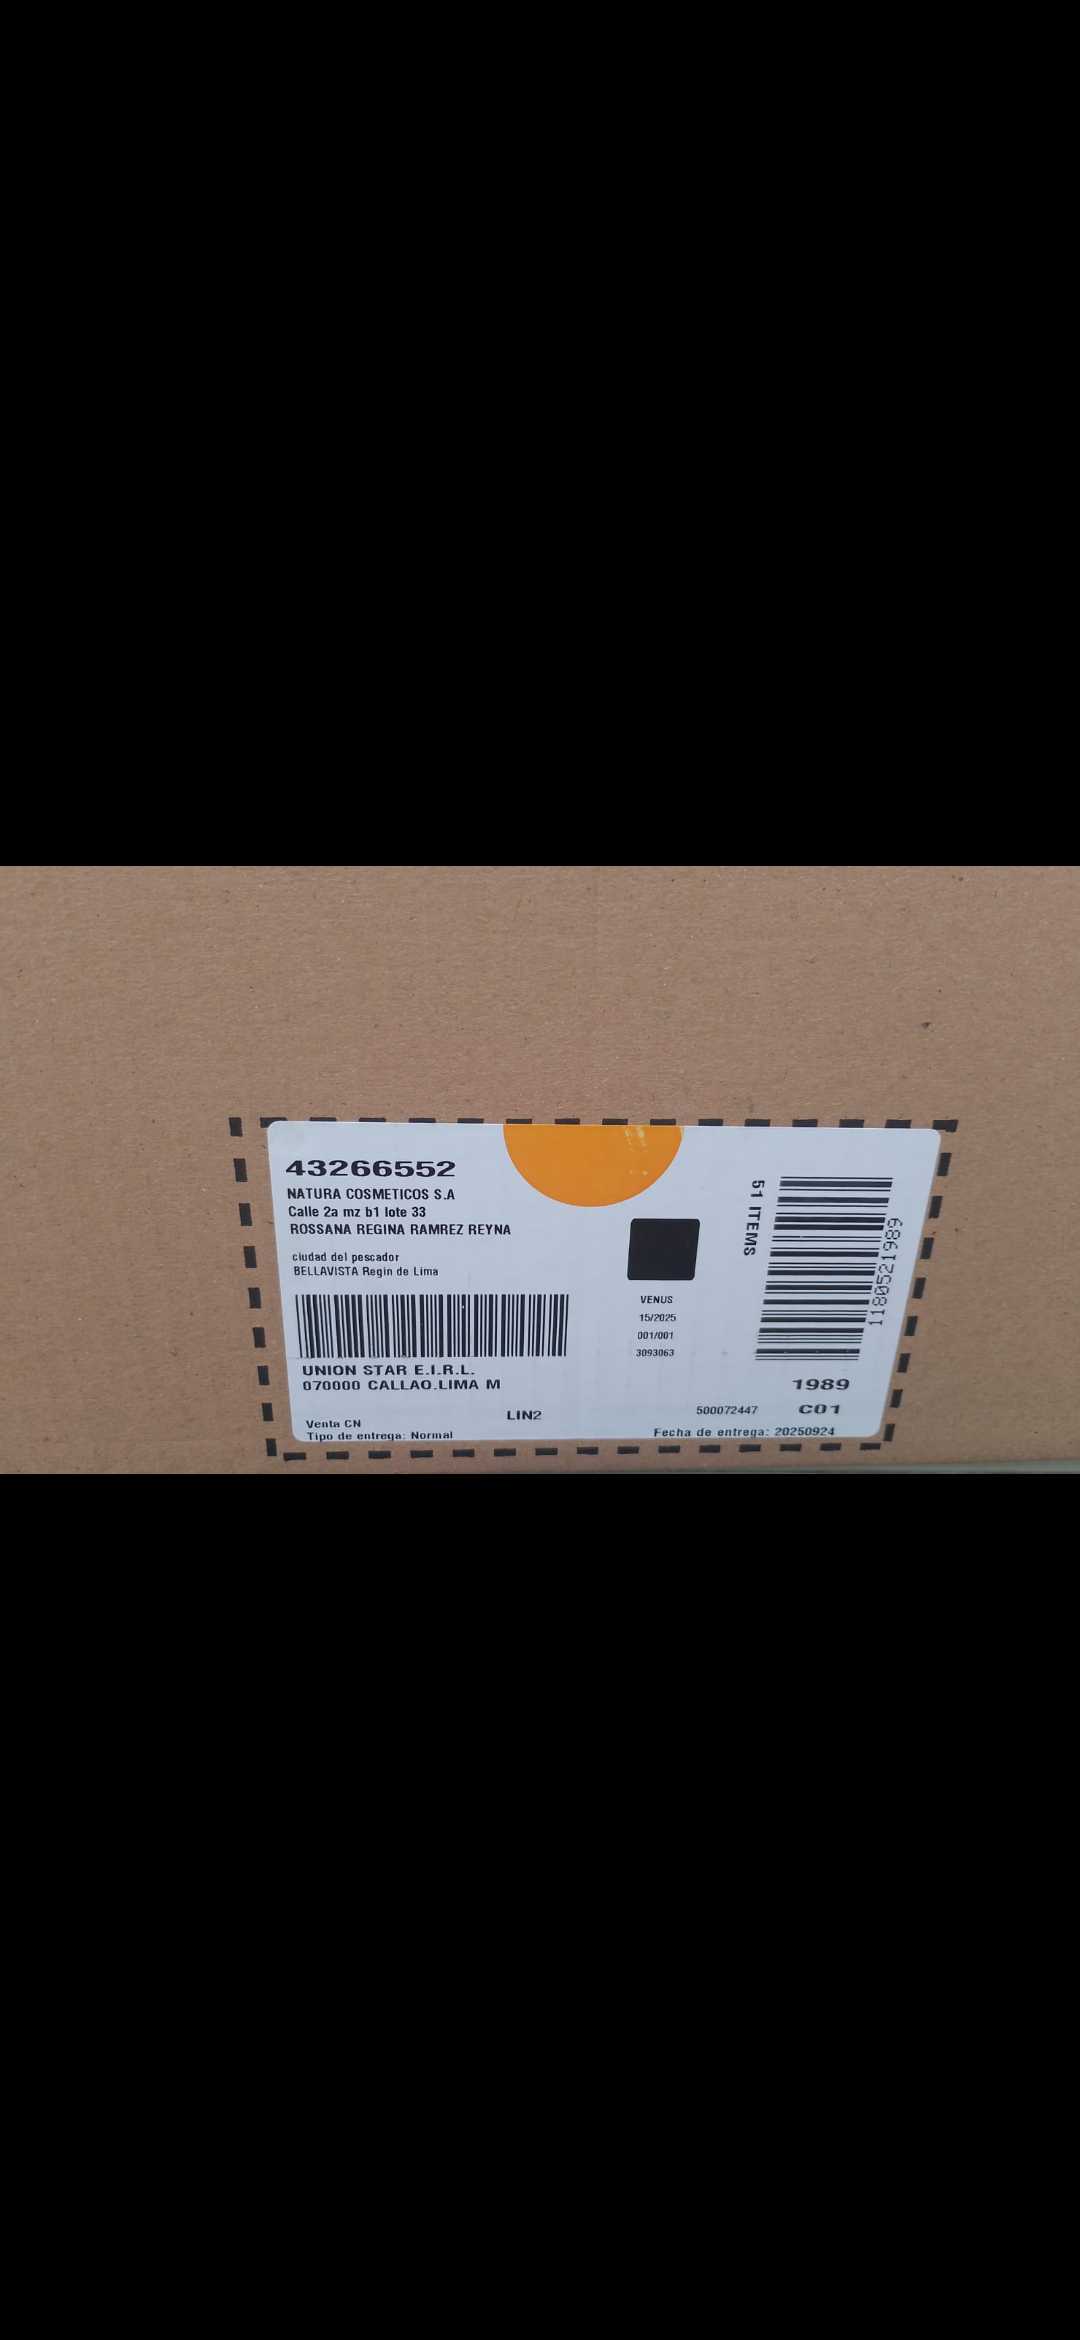 43266552
NATURA COSMETICOS S.A
Calle 2a mz b1 lote 33
ROSSANA REGINA RAMREZ REYNA
ciudad del pescador
BELLAVISTA Regin de Lima
UNION STAR E.I.R.L.
070000 CALLAO.LIMA M
LIN2
Venta CN
Tipo de entrega: Normal
VENUS
15/2025
001/001
3093063
51 ITEMS
1180521989
1989
500072447 C01
Fecha de entrega: 20250924